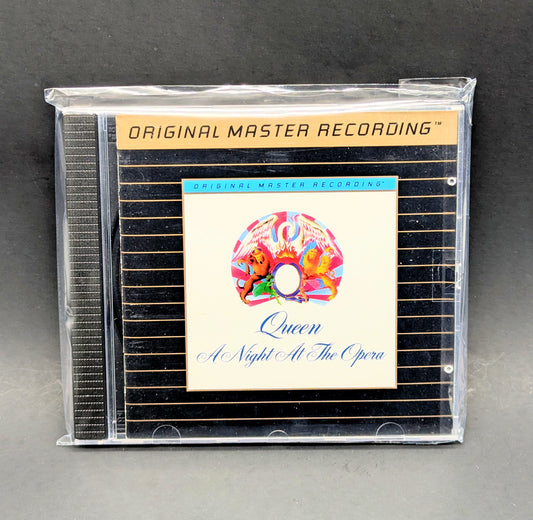 ORIGINAL MASTER RECORDING™
ORIGINAL MASTER RECORDING™
Queen
A Night At The Opera